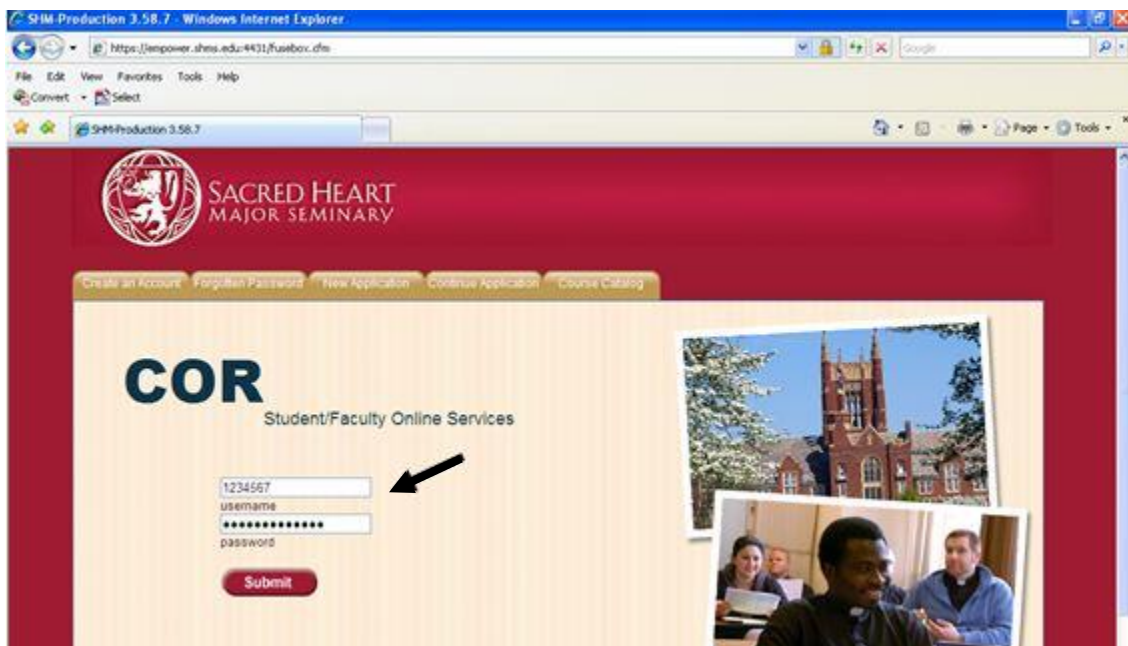 SHM-Production 3.58.7 - Windows Internet Explorer
https://empower.shms.edu:4431/fusebox.cfm
Google
File Edit View Favorites Tools Help
Convert Select
SHM-Production 3.58.7
Page Tools
SACRED HEART
MAJOR SEMINARY
Create an Account Forgotten Password New Application Continue Application Course Catalog
COR
Student/Faculty Online Services
1234567
username
•••••••••••••
password
Submit